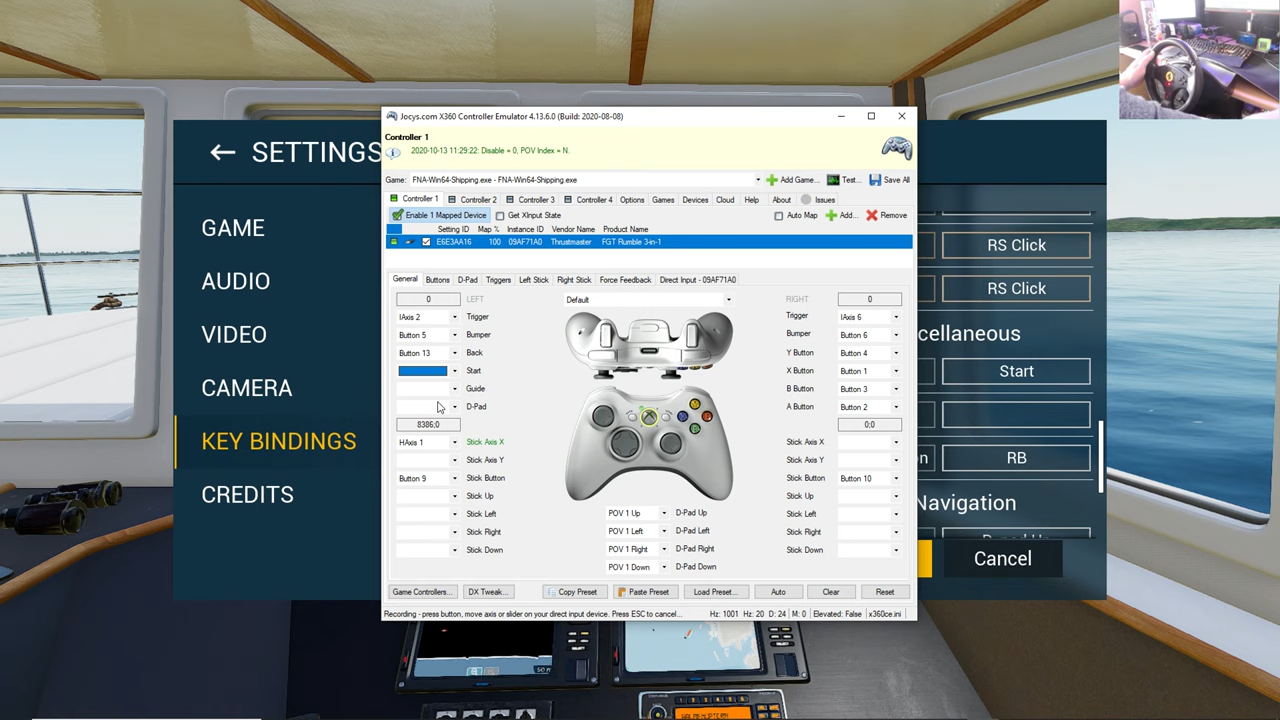 Jocys.com X360 Controller Emulator 4.13.6.0 (Build: 2020-08-08)
Controller 1
2020-10-13 11:29:22: Disable = 0, POV Index = N.
Game: FNA-Win64-Shipping.exe - FNA-Win64-Shipping.exe
Add Game... Test... Save All
Controller 1 Controller 2 Controller 3 Controller 4 Options Games Devices Cloud Help About Issues
Enable 1 Mapped Device Get XInput State Auto Map Add... Remove
Setting ID Map % Instance ID Vendor Name Product Name
E6E3AA16 100 09AF71A0 Thrustmaster FGT Rumble 3-in-1
General Buttons D-Pad Triggers Left Stick Right Stick Force Feedback Direct Input - 09AF71A0
0 LEFT Default RIGHT 0
IAxis 2 Trigger Trigger IAxis 6
Button 5 Bumper Bumper Button 6
Button 13 Back Y Button Button 4
Start X Button Button 1
Guide B Button Button 3
D-Pad A Button Button 2
8386;0 0;0
HAxis 1 Stick Axis X Stick Axis X
Stick Axis Y Stick Axis Y
Button 9 Stick Button Stick Button Button 10
Stick Up Stick Up
Stick Left Stick Left
Stick Right Stick Right
Stick Down Stick Down
POV 1 Up D-Pad Up
POV 1 Left D-Pad Left
POV 1 Right D-Pad Right
POV 1 Down D-Pad Down
Game Controllers... DX Tweak... Copy Preset Paste Preset Load Preset... Auto Clear Reset
Recording - press button, move axis or slider on your direct input device. Press ESC to cancel... Hz: 1001 Hz: 20 D: 24 M: 0 Elevated: False x360ce.ini
← SETTINGS
GAME
AUDIO
VIDEO
CAMERA
KEY BINDINGS
CREDITS
RS Click
RS Click
cellaneous
Start
on RB
Navigation
D-pad Up
Cancel